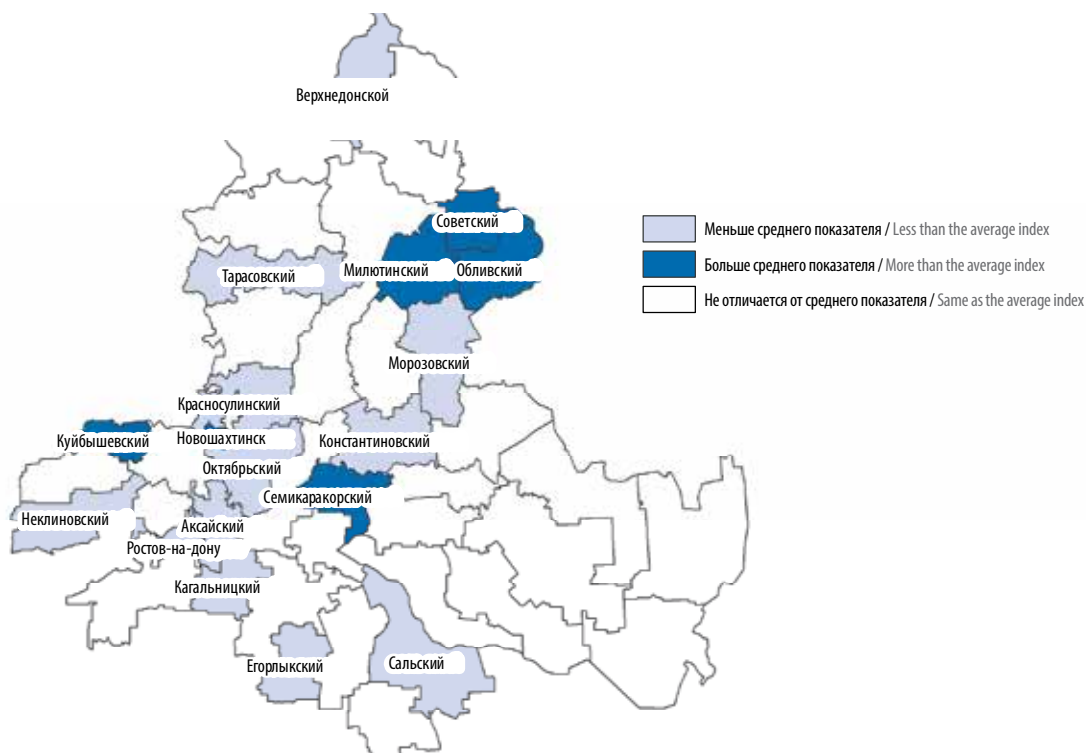 Верхнедонской
Советский
Тарасовский
Милютинский
Обливский
Морозовский
Красносулинский
Куйбышевский
Новошахтинск
Константиновский
Октябрьский
Семикаракорский
Неклиновский
Аксайский
Ростов-на-дону
Кагальницкий
Егорлыкский
Сальский
Меньше среднего показателя / Less than the average index
Больше среднего показателя / More than the average index
Не отличается от среднего показателя / Same as the average index